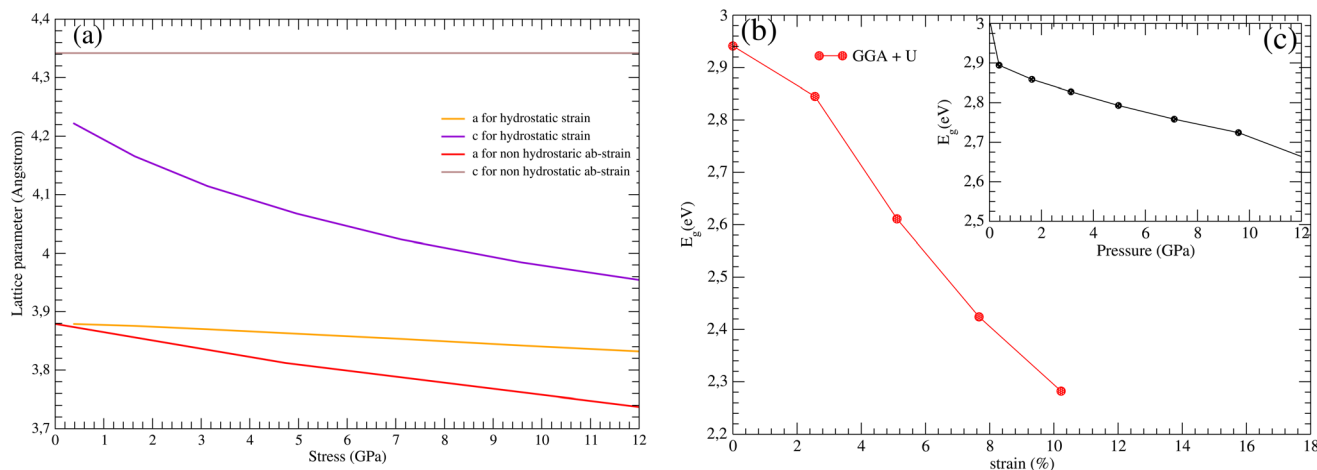 (a)
4,4
4,3
4,2
4,1
4
3,9
3,8
3,7
Lattice parameter (Angstrom)
a for hydrostatic strain
c for hydrostatic strain
a for non hydrostaric ab-strain
c for non hydrostatic ab-strain
0 1 2 3 4 5 6 7 8 9 10 11 12
Stress (GPa)
(b)
3
2,9
2,8
2,7
2,6
2,5
2,4
2,3
2,2
E_g(eV)
GGA + U
0 2 4 6 8 10 12 14 16 18
strain (%)
(c)
3
2,9
2,8
2,7
2,6
2,5
E_g(eV)
0 2 4 6 8 10 12
Pressure (GPa)